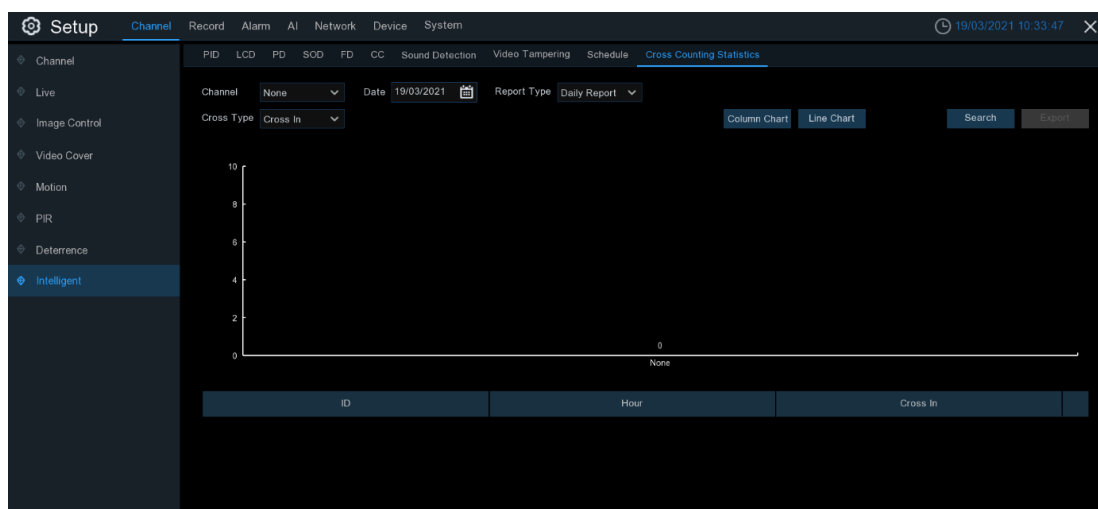 Setup Channel Record Alarm AI Network Device System 19/03/2021 10:33:47
Channel
Live
Image Control
Video Cover
Motion
PIR
Deterrence
Intelligent
PID LCD PD SOD FD CC Sound Detection Video Tampering Schedule Cross Counting Statistics
Channel None Date 19/03/2021 Report Type Daily Report
Cross Type Cross In Column Chart Line Chart Search Export
10
8
6
4
2
0
0
None
ID Hour Cross In